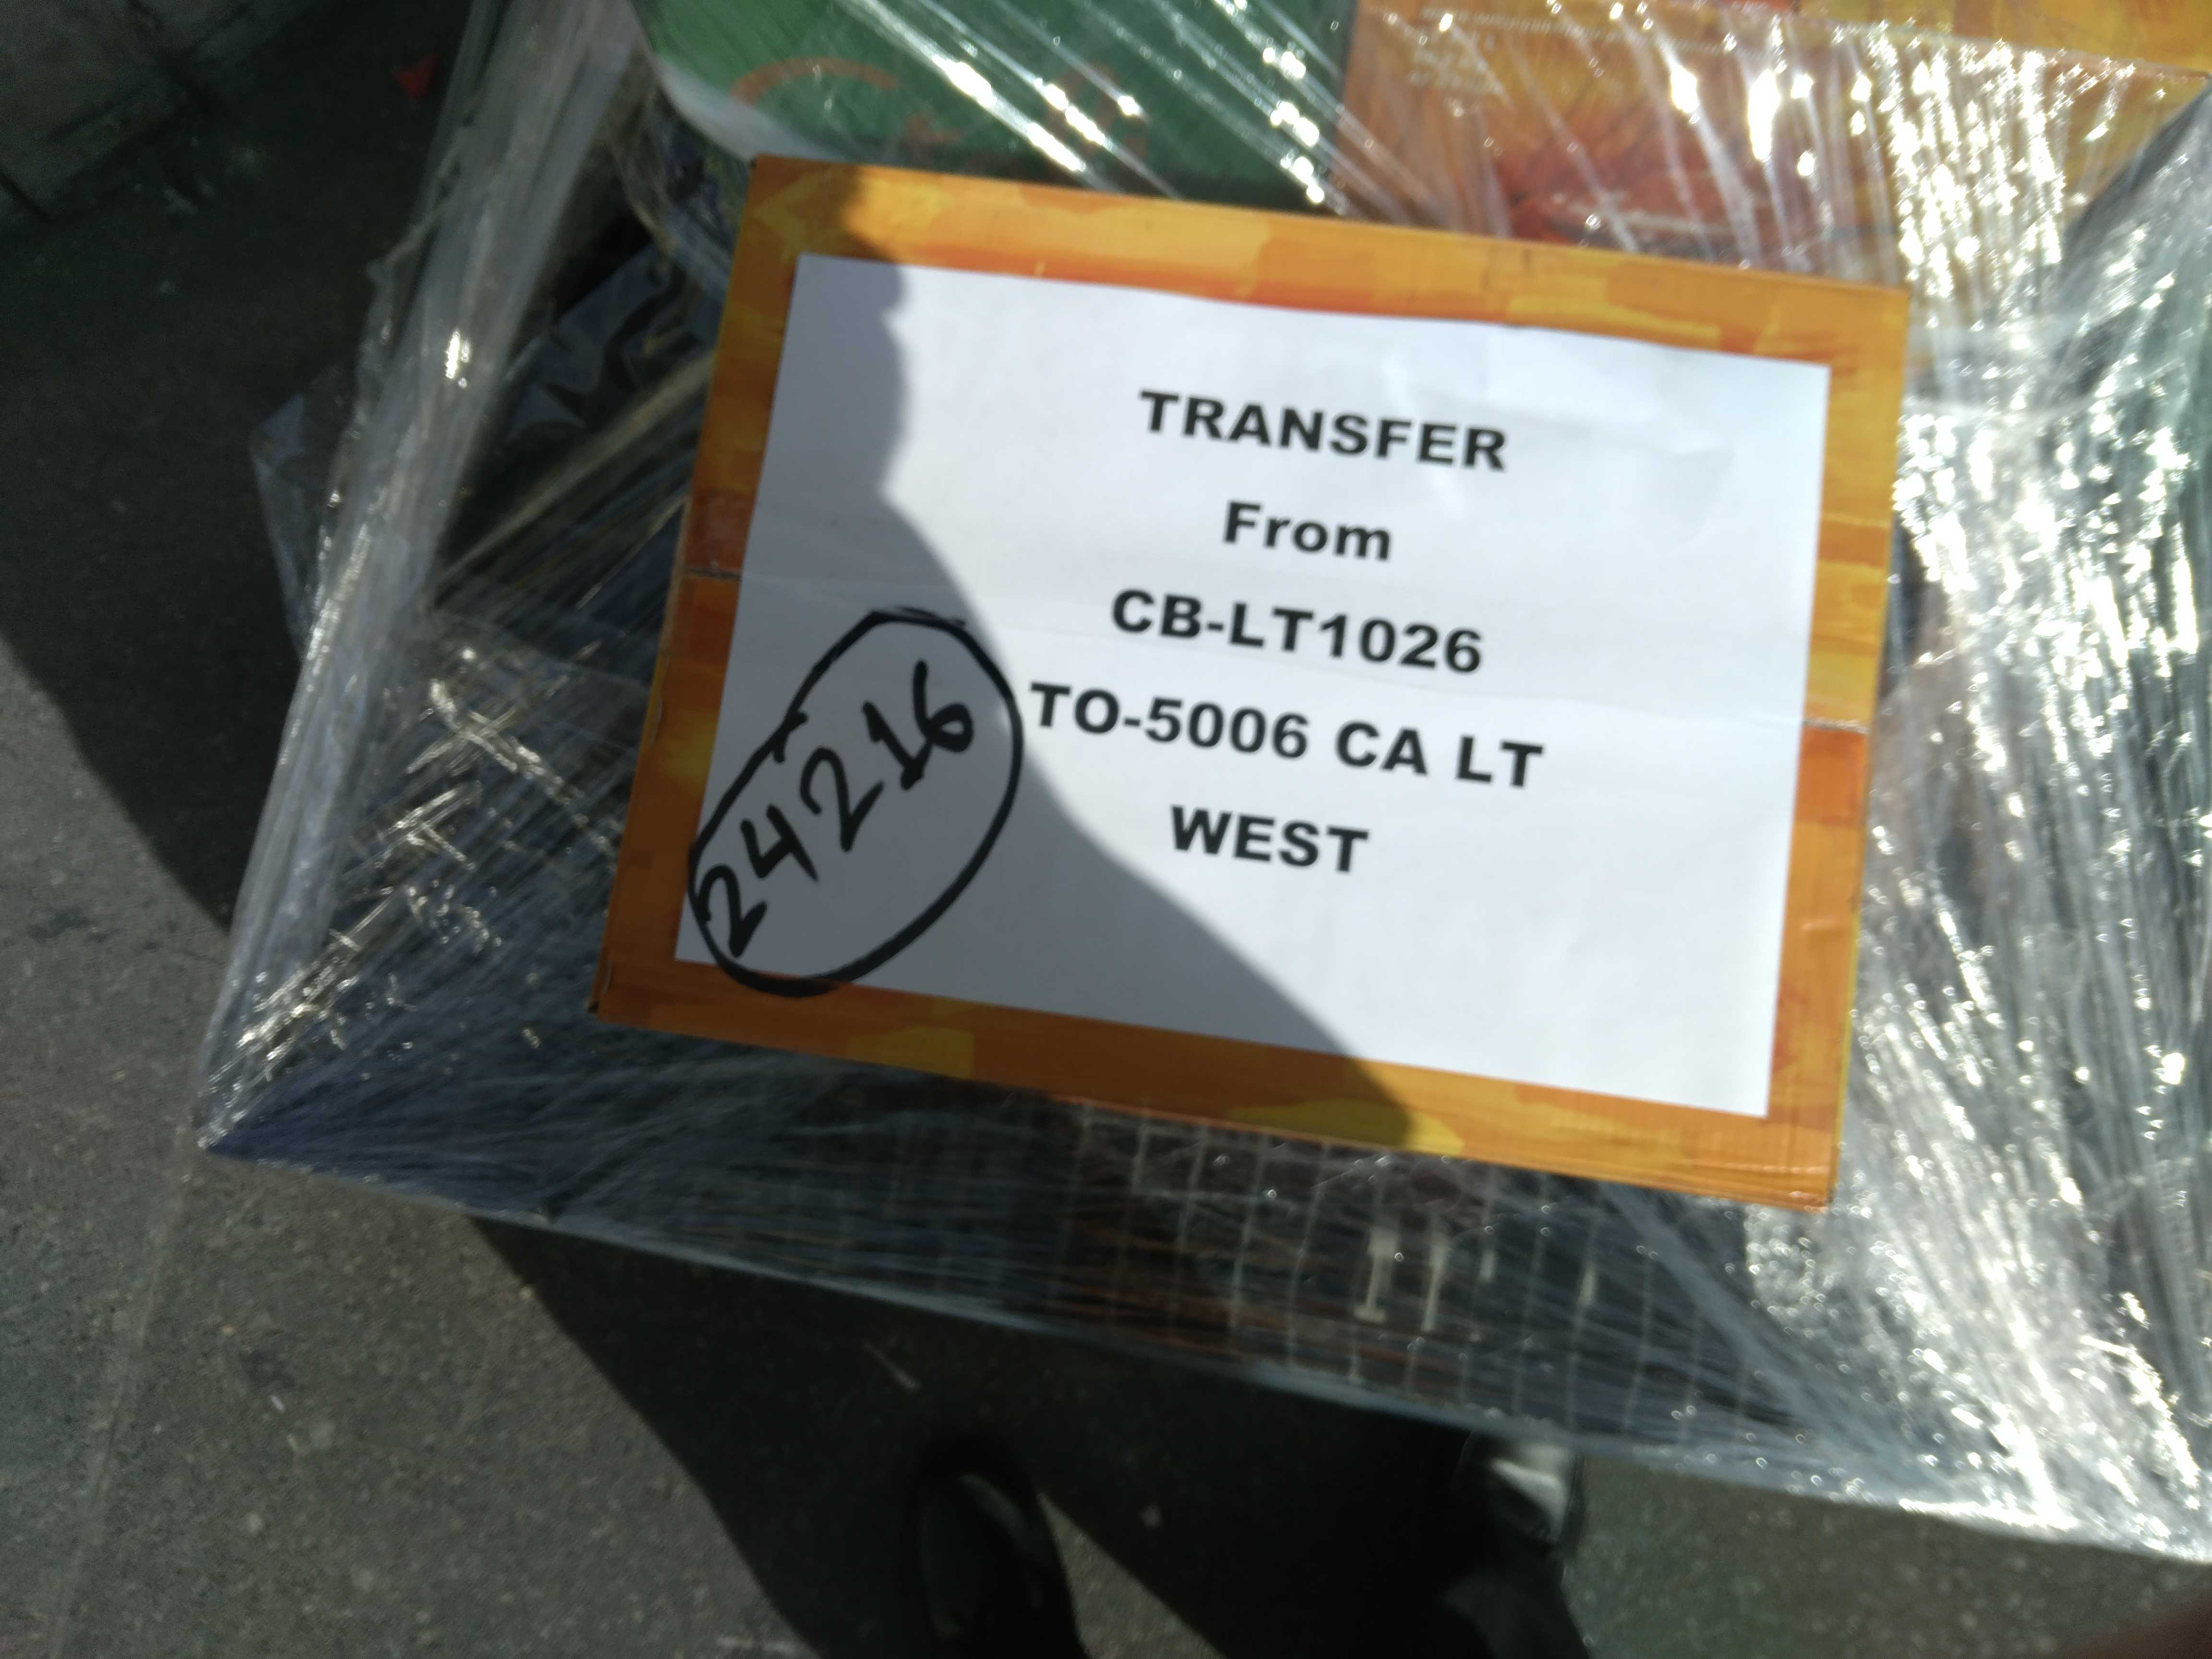 TRANSFER
From
CB-LT1026
TO-5006 CA LT
WEST
24216